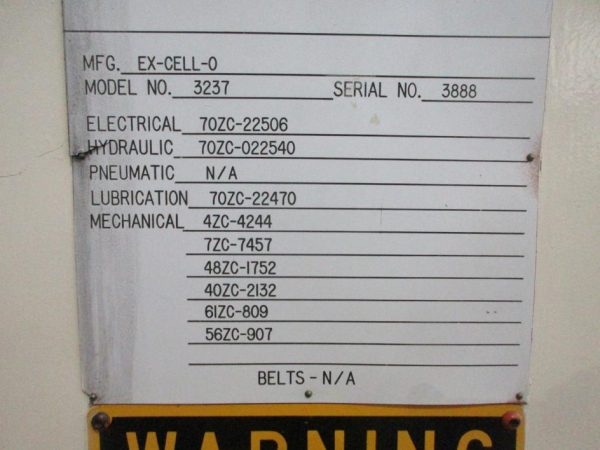 MFG. EX-CELL-O
MODEL NO. 3237 SERIAL NO. 3888
ELECTRICAL 70ZC-22506
HYDRAULIC 70ZC-022540
PNEUMATIC N/A
LUBRICATION 70ZC-22470
MECHANICAL 4ZC-4244
7ZC-7457
48ZC-1752
40ZC-2132
61ZC-809
56ZC-907
BELTS - N/A
WARNING